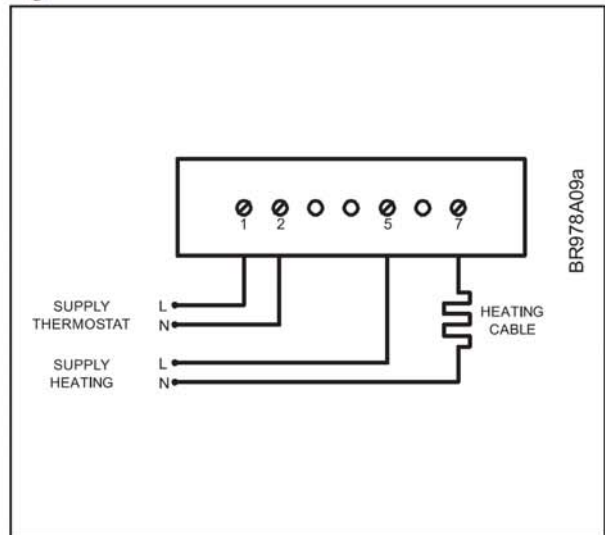 1 2 5 7
BR978A09a
SUPPLY
THERMOSTAT
L
N
SUPPLY
HEATING
L
N
HEATING
CABLE